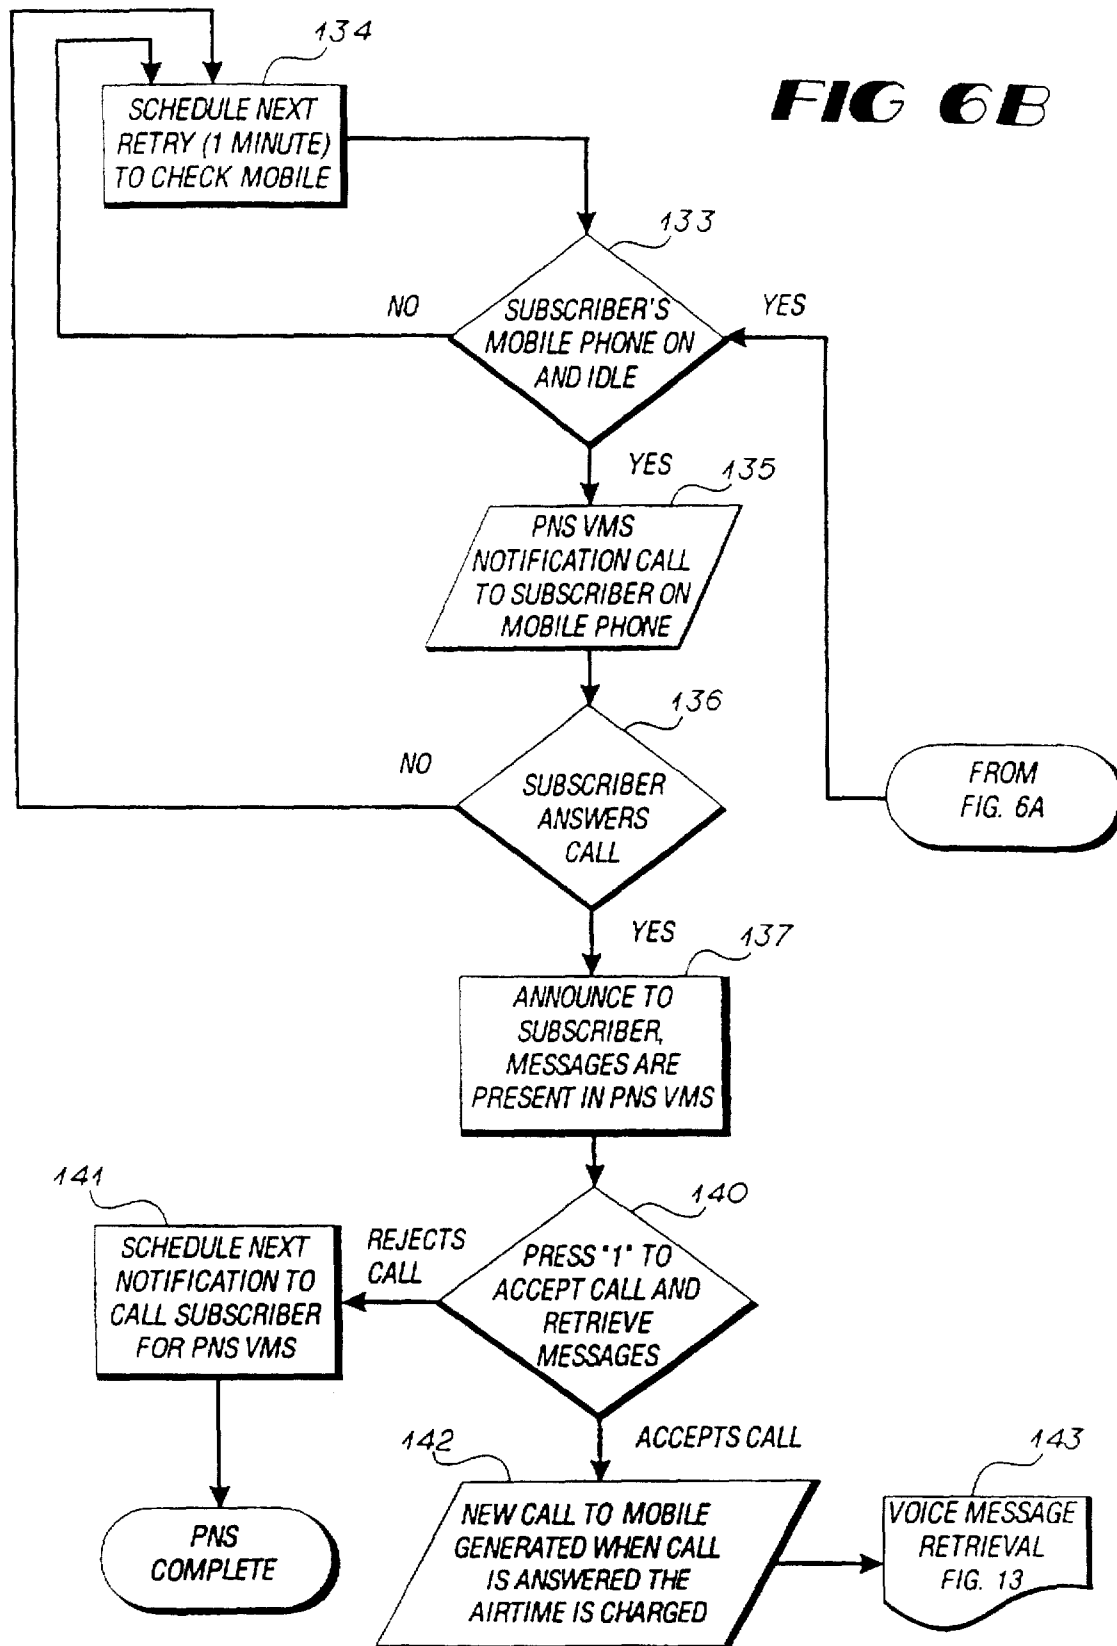 134
FIG 6B
SCHEDULE NEXT
RETRY (1 MINUTE)
TO CHECK MOBILE
133
NO
SUBSCRIBER'S
MOBILE PHONE ON
AND IDLE
YES
YES
135
PNS VMS
NOTIFICATION CALL
TO SUBSCRIBER ON
MOBILE PHONE
136
NO
SUBSCRIBER
ANSWERS
CALL
FROM
FIG. 6A
YES
137
ANNOUNCE TO
SUBSCRIBER,
MESSAGES ARE
PRESENT IN PNS VMS
141
140
SCHEDULE NEXT
NOTIFICATION TO
CALL SUBSCRIBER
FOR PNS VMS
REJECTS
CALL
PRESS "1" TO
ACCEPT CALL AND
RETRIEVE
MESSAGES
142
ACCEPTS CALL
143
PNS
COMPLETE
NEW CALL TO MOBILE
GENERATED WHEN CALL
IS ANSWERED THE
AIRTIME IS CHARGED
VOICE MESSAGE
RETRIEVAL
FIG. 13